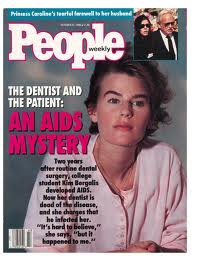 Princess Caroline's tearful farewell to her husband
People
weekly
THE DENTIST AND
THE PATIENT:
AN AIDS
MYSTERY
Two years
after routine dental
surgery, college
student Kim Bergalis
developed AIDS.
Now her dentist is
dead of the disease,
and she charges that
he infected her.
"It's hard to believe,"
she says, "but it
happened to me."